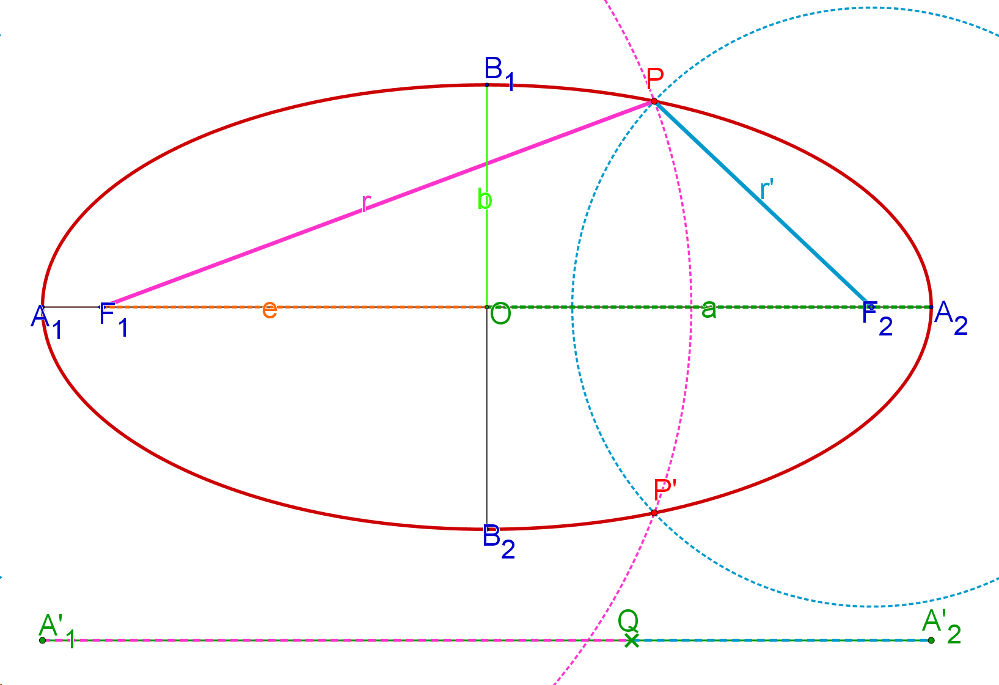 B₁
P
r'
r
b
A₁
F₁
e
O
a
F₂
A₂
P'
B₂
A'₁
Q
A'₂